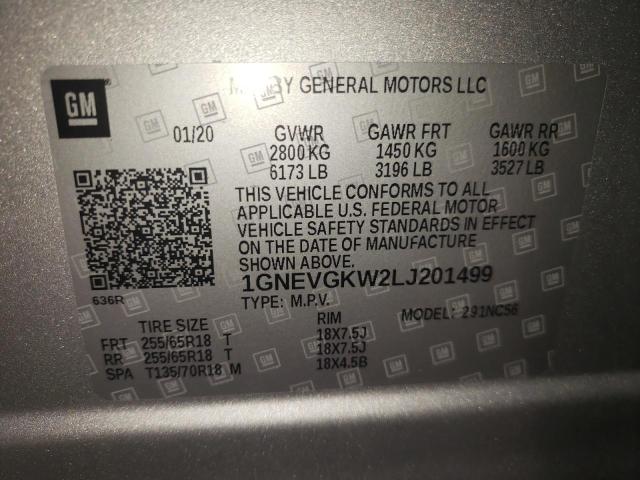 GM
M BY GENERAL MOTORS LLC
01/20 GVWR GAWR FRT GAWR RR
2800 KG 1450 KG 1600 KG
6173 LB 3196 LB 3527 LB
THIS VEHICLE CONFORMS TO ALL
APPLICABLE U.S. FEDERAL MOTOR
VEHICLE SAFETY STANDARDS IN EFFECT
ON THE DATE OF MANUFACTURE
SHOWN ABOVE.
1GNEVGKW2LJ201499
636R
TYPE: M.P.V. MODEL: 291NC56
TIRE SIZE RIM
FRT 255/65R18 T 18X7.5J
RR 255/65R18 T 18X7.5J
SPA T135/70R18 M 18X4.5B